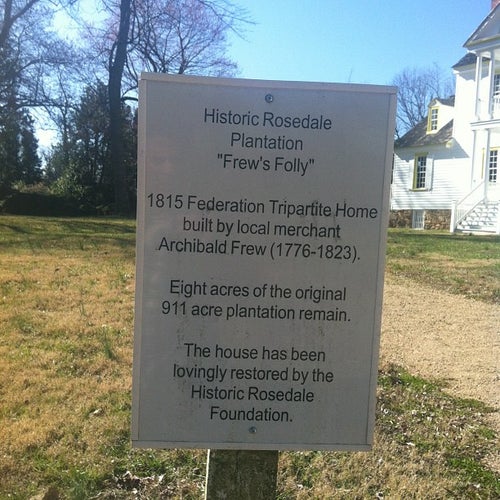 Historic Rosedale
Plantation
"Frew's Folly"
1815 Federation Tripartite Home
built by local merchant
Archibald Frew (1776-1823).
Eight acres of the original
911 acre plantation remain.
The house has been
lovingly restored by the
Historic Rosedale
Foundation.